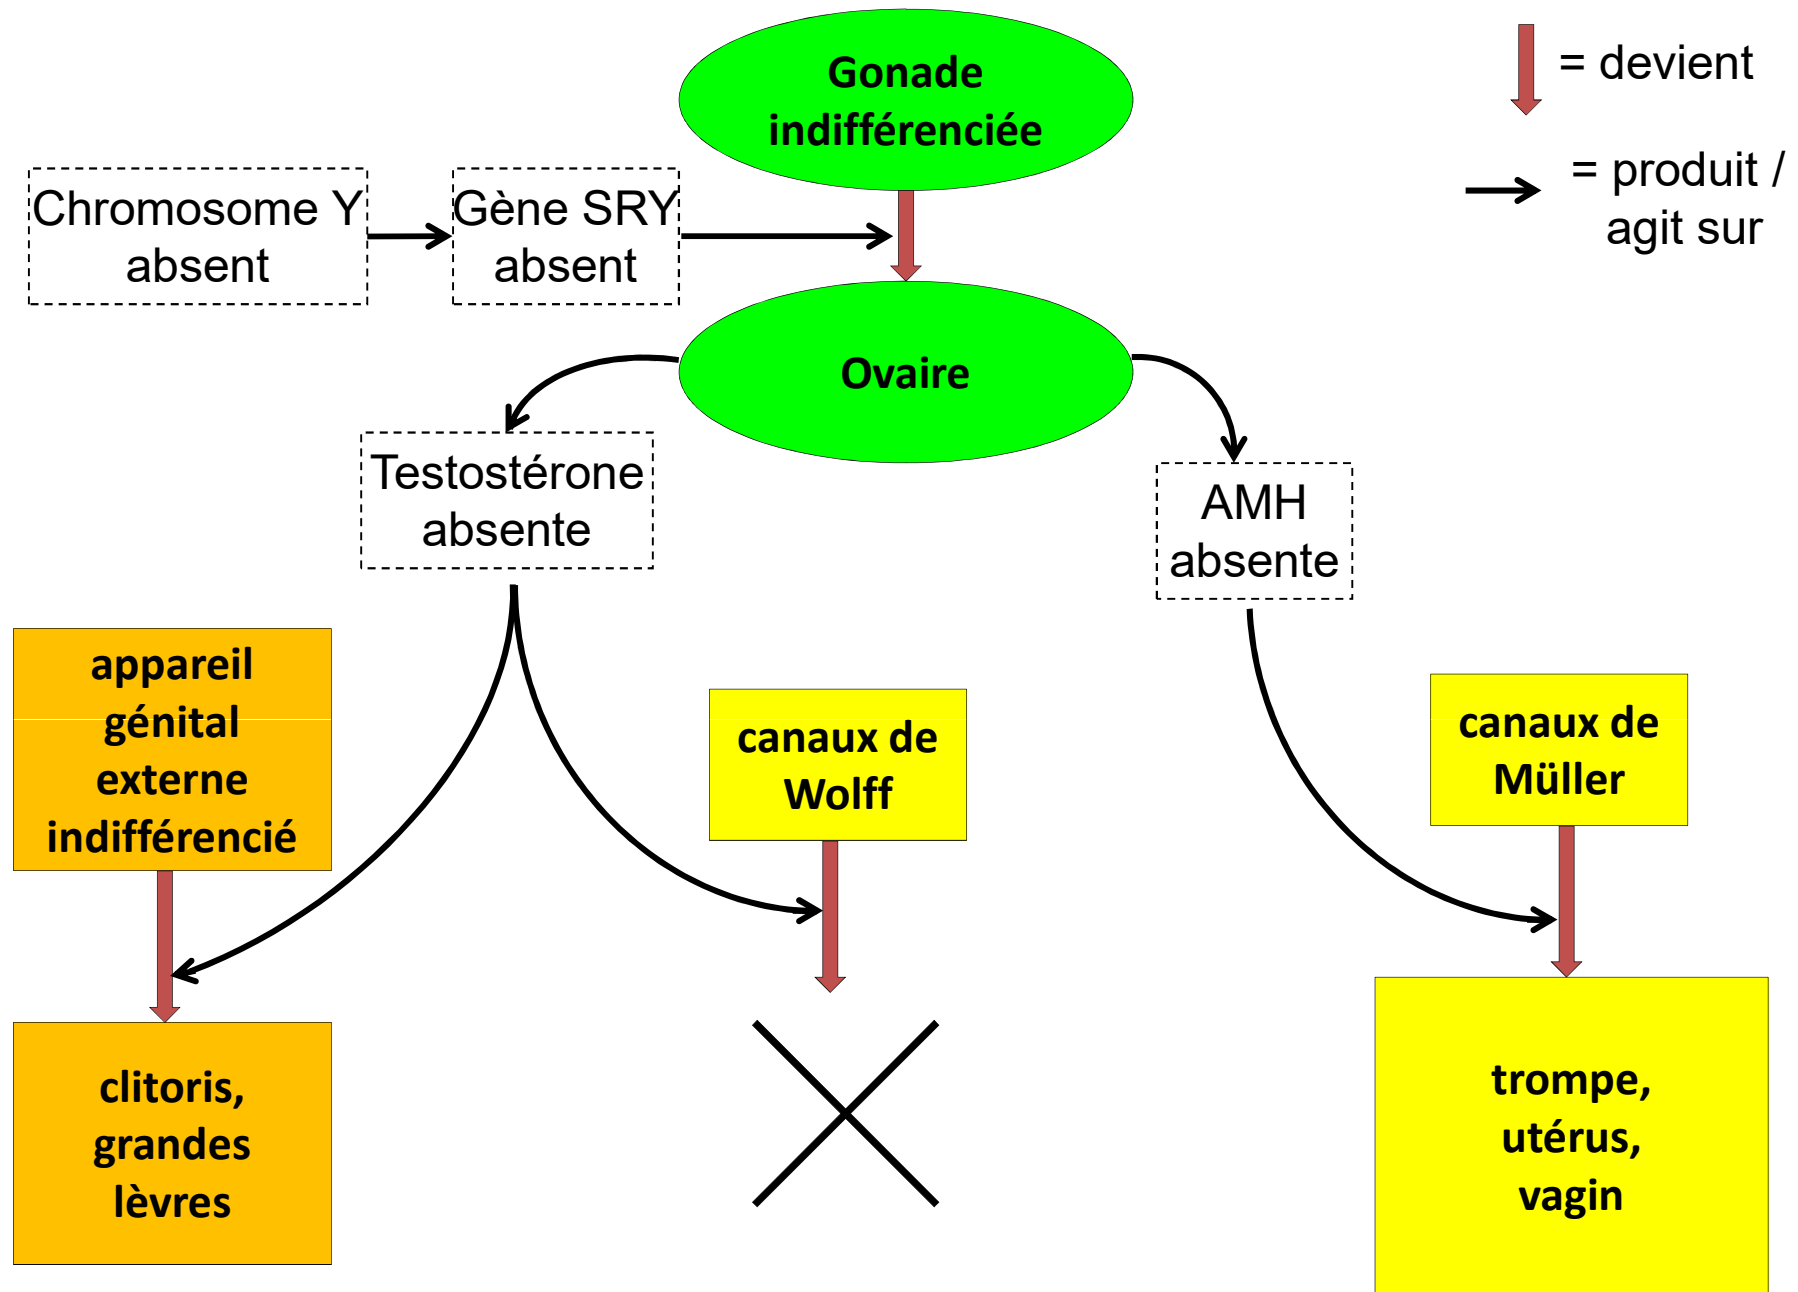 Gonade
indifférenciée
= devient
= produit /
agit sur
Chromosome Y
absent
Gène SRY
absent
Ovaire
Testostérone
absente
AMH
absente
appareil
génital
externe
indifférencié
canaux de
Wolff
canaux de
Müller
clitoris,
grandes
lèvres
trompe,
utérus,
vagin